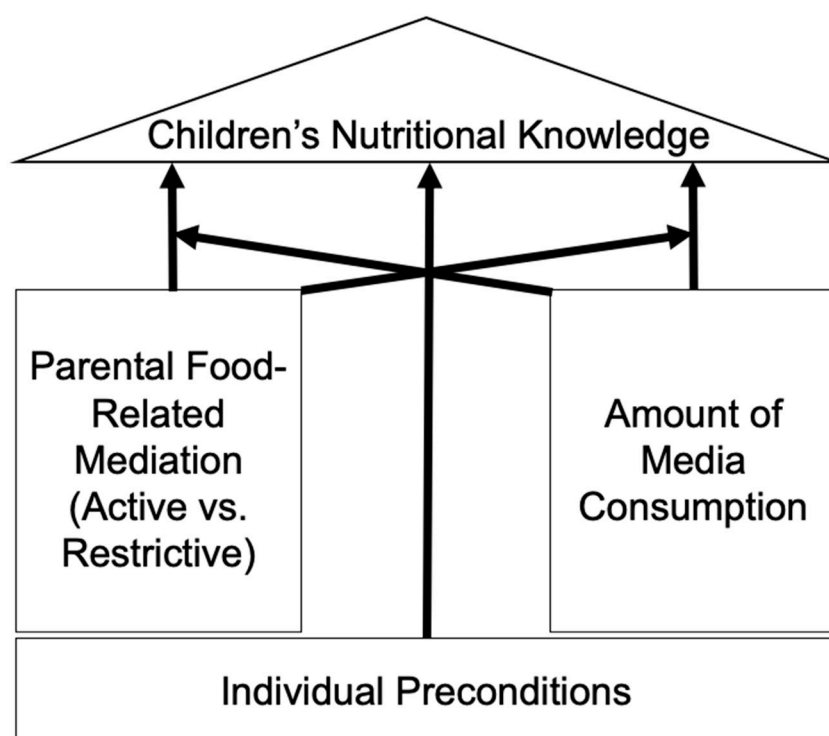 Children’s Nutritional Knowledge
Parental Food-
Related
Mediation
(Active vs.
Restrictive)
Amount of
Media
Consumption
Individual Preconditions